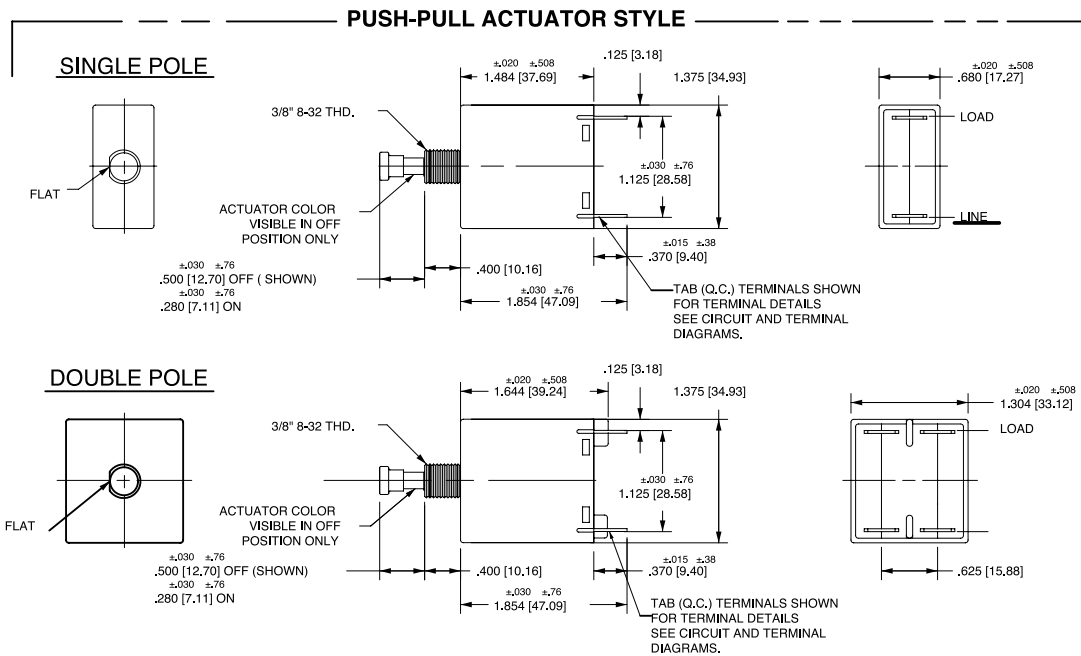 PUSH-PULL ACTUATOR STYLE
SINGLE POLE
±.020 ±.508
1.484 [37.69]
.125 [3.18]
1.375 [34.93]
±.020 ±.508
.680 [17.27]
3/8" 8-32 THD.
LOAD
±.030 ±.76
1.125 [28.58]
FLAT
ACTUATOR COLOR
VISIBLE IN OFF
POSITION ONLY
LINE
±.030 ±.76
.500 [12.70] OFF ( SHOWN)
±.030 ±.76
.280 [7.11] ON
.400 [10.16]
±.015 ±.38
.370 [9.40]
±.030 ±.76
1.854 [47.09]
TAB (Q.C.) TERMINALS SHOWN
FOR TERMINAL DETAILS
SEE CIRCUIT AND TERMINAL
DIAGRAMS.
DOUBLE POLE
±.020 ±.508
1.644 [39.24]
.125 [3.18]
1.375 [34.93]
±.020 ±.508
1.304 [33.12]
3/8" 8-32 THD.
LOAD
±.030 ±.76
1.125 [28.58]
FLAT
ACTUATOR COLOR
VISIBLE IN OFF
POSITION ONLY
±.030 ±.76
.500 [12.70] OFF (SHOWN)
±.030 ±.76
.280 [7.11] ON
.400 [10.16]
±.015 ±.38
.370 [9.40]
.625 [15.88]
±.030 ±.76
1.854 [47.09]
TAB (Q.C.) TERMINALS SHOWN
FOR TERMINAL DETAILS
SEE CIRCUIT AND TERMINAL
DIAGRAMS.